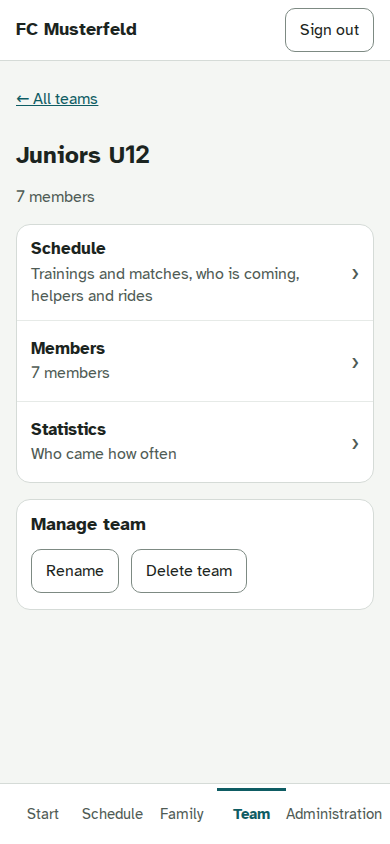 FC Musterfeld
Sign out
← All teams
Juniors U12
7 members
Schedule
Trainings and matches, who is coming,
helpers and rides
›
Members
7 members
›
Statistics
Who came how often
›
Manage team
Rename
Delete team
Start
Schedule
Family
Team
Administration